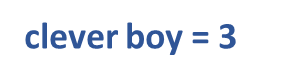 clever boy = 3